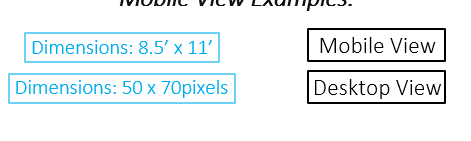 Mobile View Examples:
Dimensions: 8.5’ x 11’
Mobile View
Dimensions: 50 x 70pixels
Desktop View